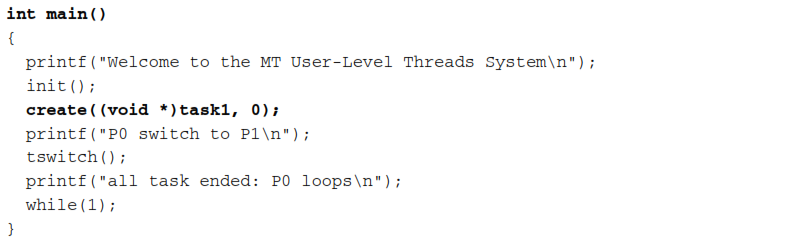 int main()
{
  printf("Welcome to the MT User-Level Threads System\n");
  init();
  create((void *)task1, 0);
  printf("P0 switch to P1\n");
  tswitch();
  printf("all task ended: P0 loops\n");
  while(1);
}